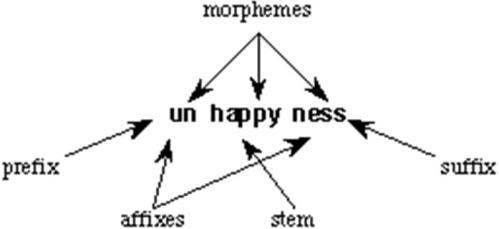 morphemes
un happy ness
prefix
suffix
affixes
stem